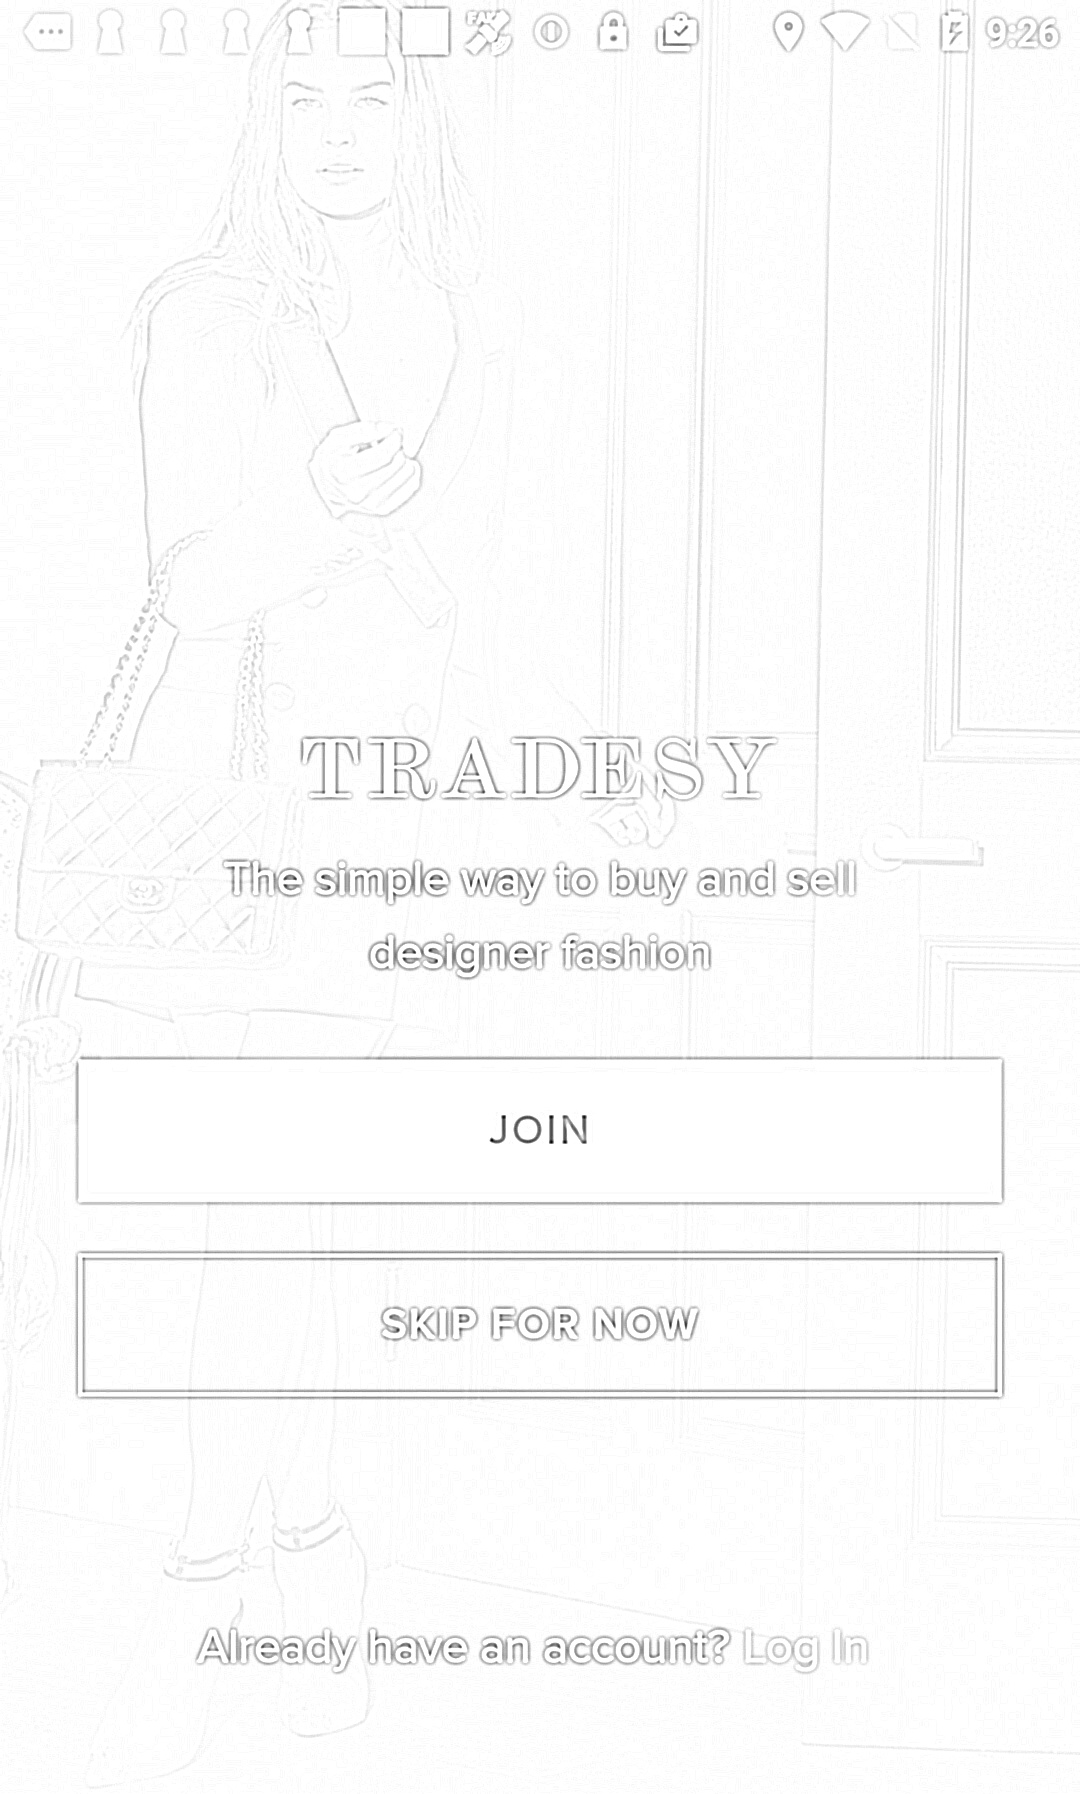 9:26
TRADESY
The simple way to buy and sell
designer fashion
JOIN
SKIP FOR NOW
Already have an account? Log In